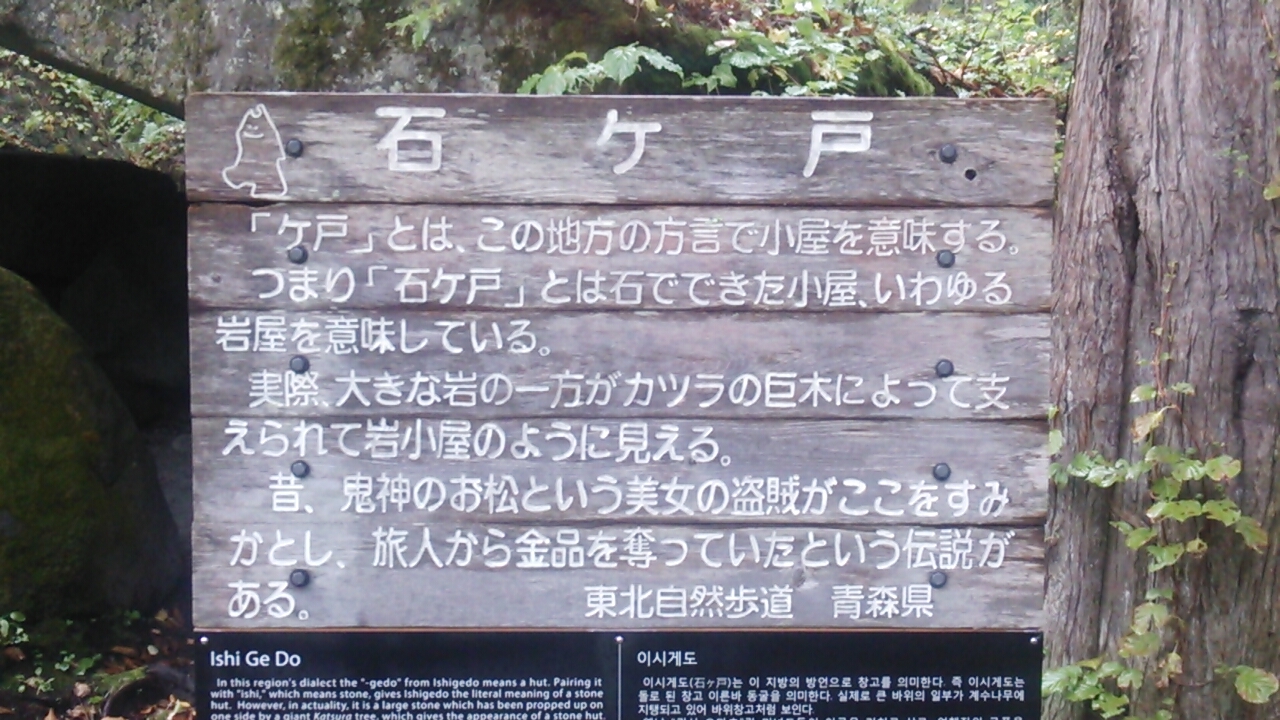 石ケ戸
「ケ戸」とは、この地方の方言で小屋を意味する。
つまり「石ケ戸」とは石でできた小屋、いわゆる
岩屋を意味している。
実際、大きな岩の一方がカツラの巨木によって支
えられて岩小屋のように見える。
昔、鬼神のお松という美女の盗賊がここをすみ
かとし、旅人から金品を奪っていたという伝説が
ある。
東北自然歩道 青森県
Ishi Ge Do
In this region's dialect the "-gedo" from Ishigedo means a hut. Pairing it
with "ishi," which means stone, gives Ishigedo the literal meaning of a stone
hut. However, in actuality, it is a large stone which has been propped up on
one side by a giant Katsura tree, which gives the appearance of a stone hut.
이시게도
이시게도(石ヶ戸)는 이 지방의 방언으로 창고를 의미한다. 즉 이시게도는
돌로 된 창고 이른바 동굴을 의미한다. 실제로 큰 바위의 일부가 계수나무에
지탱되고 있어 바위창고처럼 보인다.